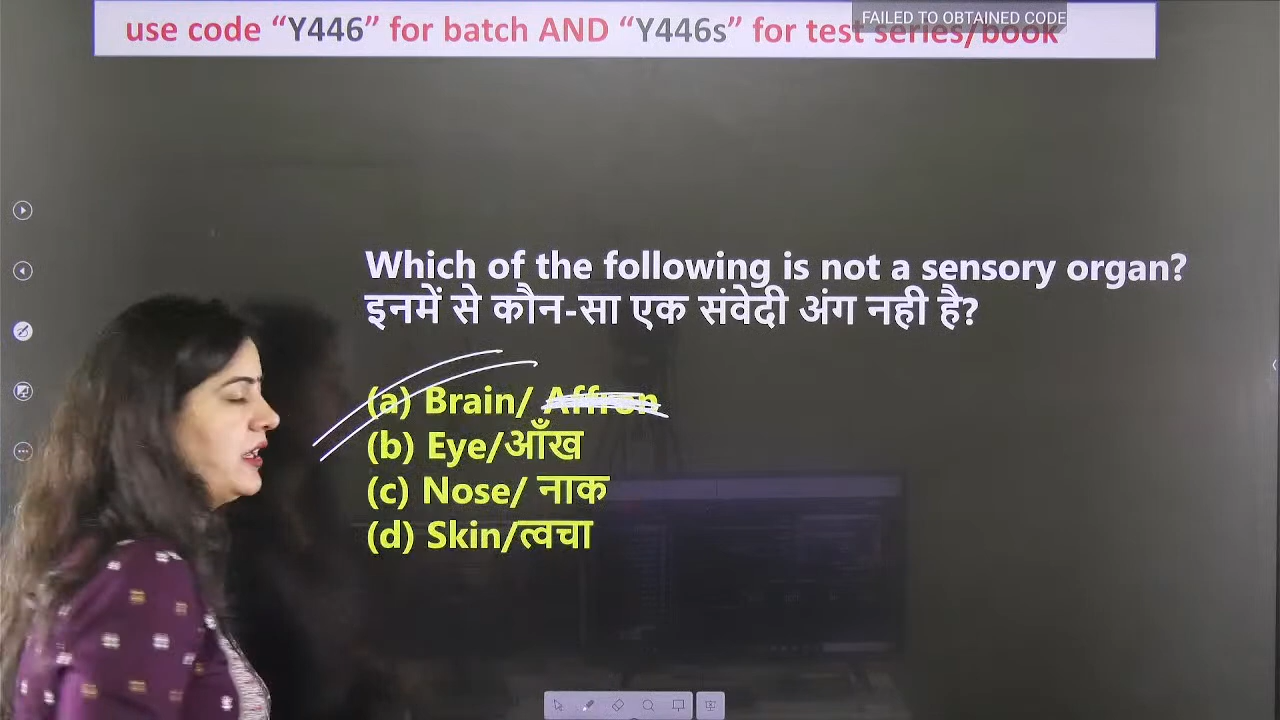 use code “Y446” for batch AND “Y446s” for test series/book
FAILED TO OBTAINED CODE
Which of the following is not a sensory organ?
इनमें से कौन-सा एक संवेदी अंग नही है?
(a) Brain/ Affron
(b) Eye/आँख
(c) Nose/ नाक
(d) Skin/त्वचा